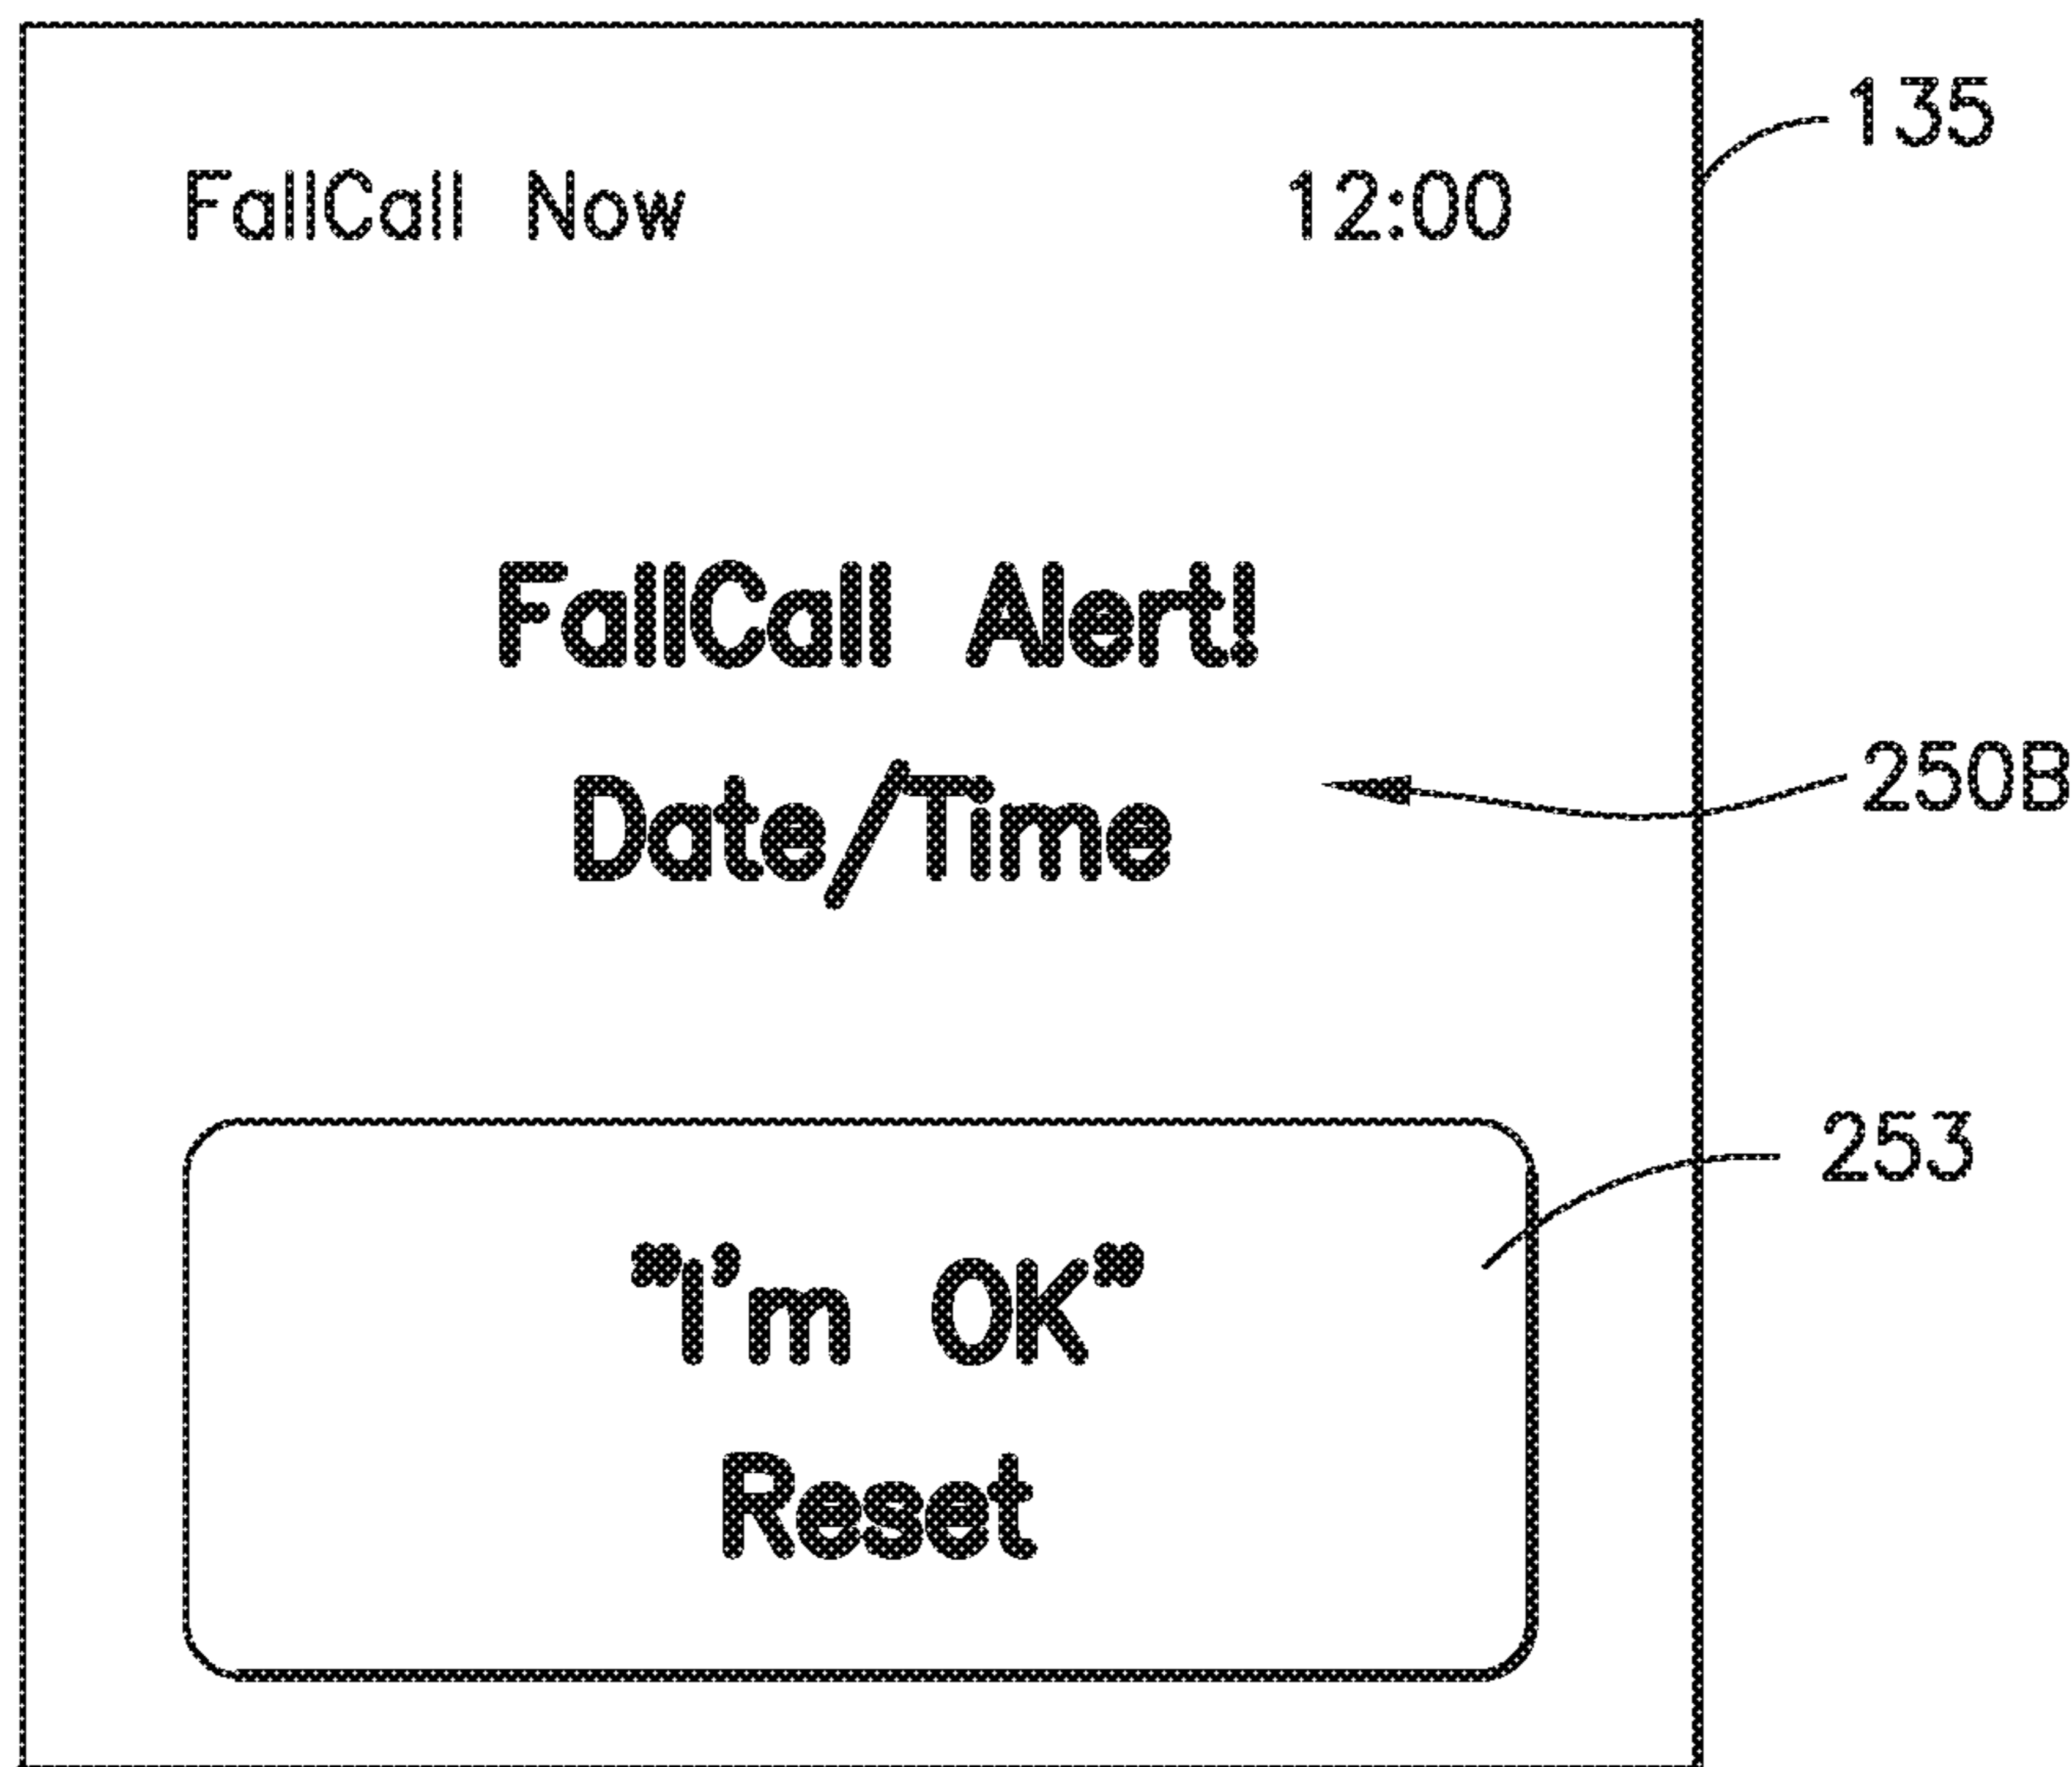 135
FallCall Now 12:00
FallCall Alert!
Date/Time
250B
253
"I'm OK"
Reset